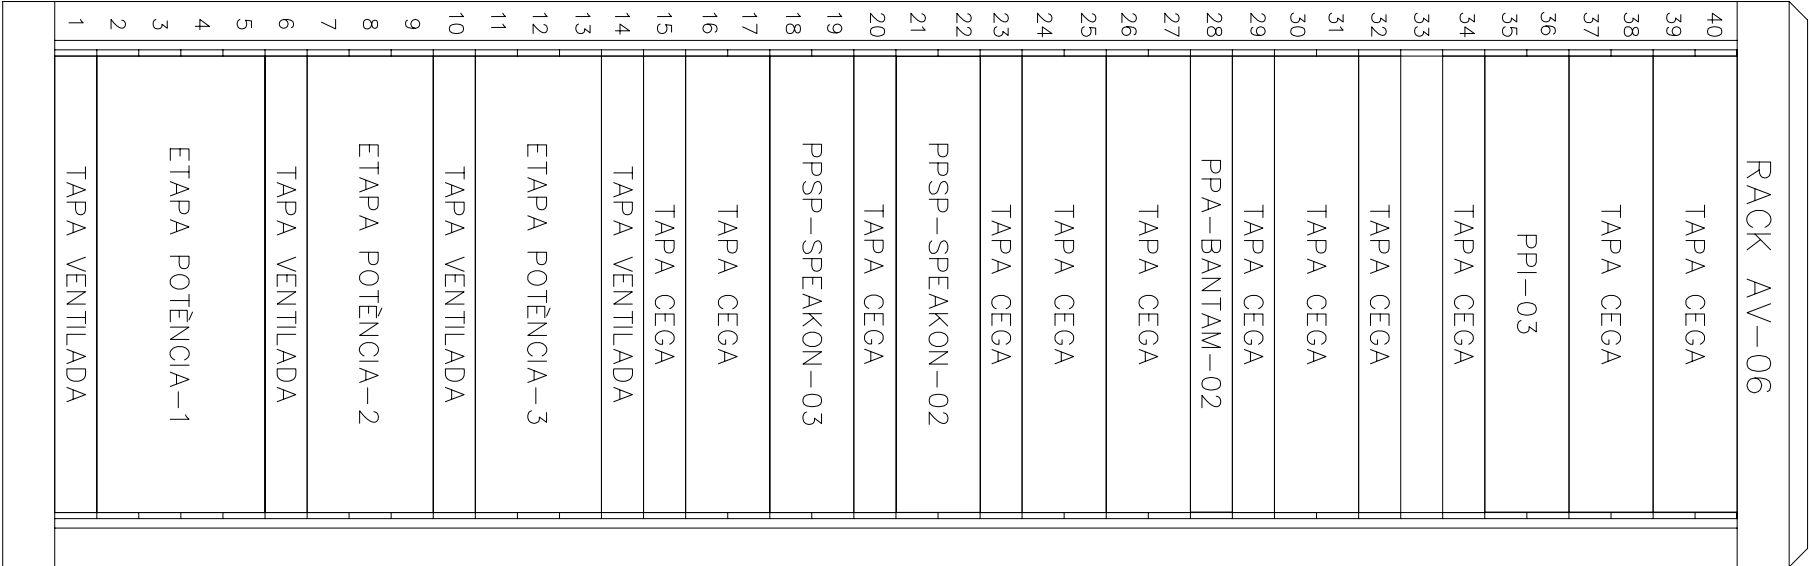 RACK AV-06
40
TAPA CEGA
39
38
TAPA CEGA
37
36
PPI-03
35
34 TAPA CEGA
33
32 TAPA CEGA
31
TAPA CEGA
30
29 TAPA CEGA
28 PPA-BANTAM-02
27
TAPA CEGA
26
25
TAPA CEGA
24
23 TAPA CEGA
22
PPSP-SPEAKON-02
21
20 TAPA CEGA
19
PPSP-SPEAKON-03
18
17
TAPA CEGA
16
15 TAPA CEGA
14 TAPA VENTILADA
13
12 ETAPA POTÈNCIA-3
11
10 TAPA VENTILADA
9
8 ETAPA POTÈNCIA-2
7
6 TAPA VENTILADA
5
4
ETAPA POTÈNCIA-1
3
2
1 TAPA VENTILADA